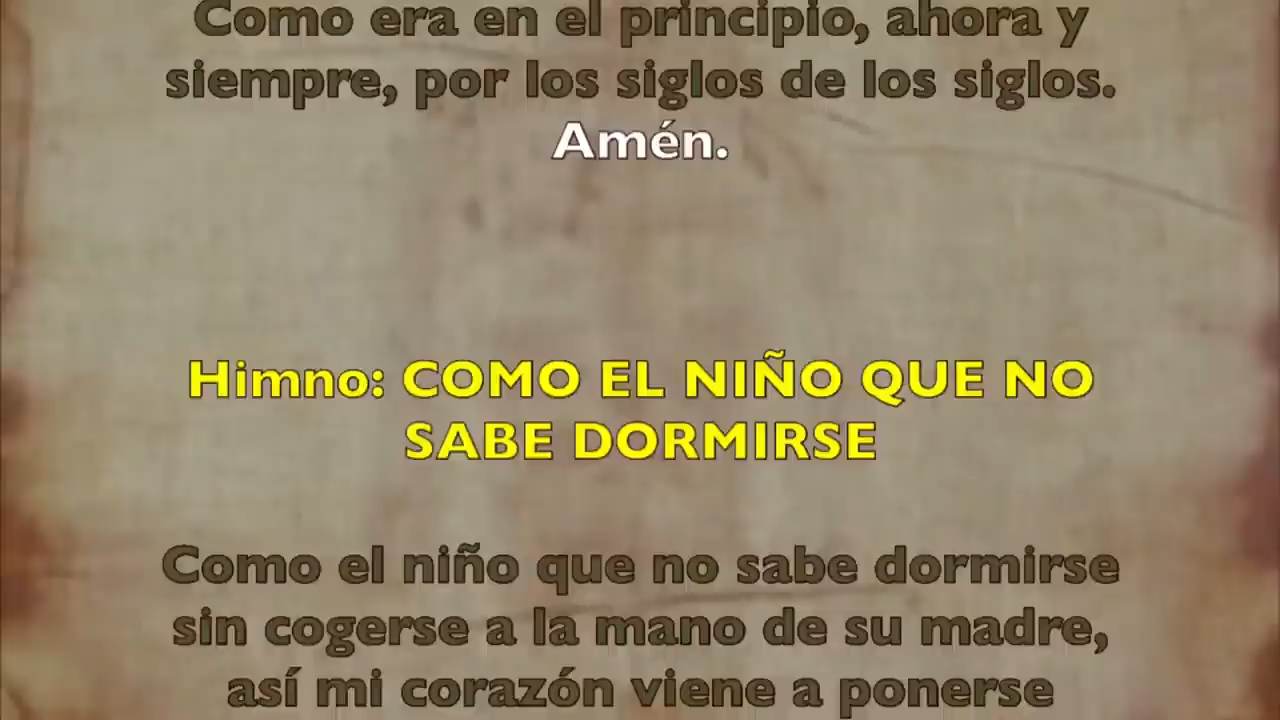 Como era en el principio, ahora y
siempre, por los siglos de los siglos.
Amén.
Himno: COMO EL NIÑO QUE NO
SABE DORMIRSE
Como el niño que no sabe dormirse
sin cogerse a la mano de su madre,
así mi corazón viene a ponerse